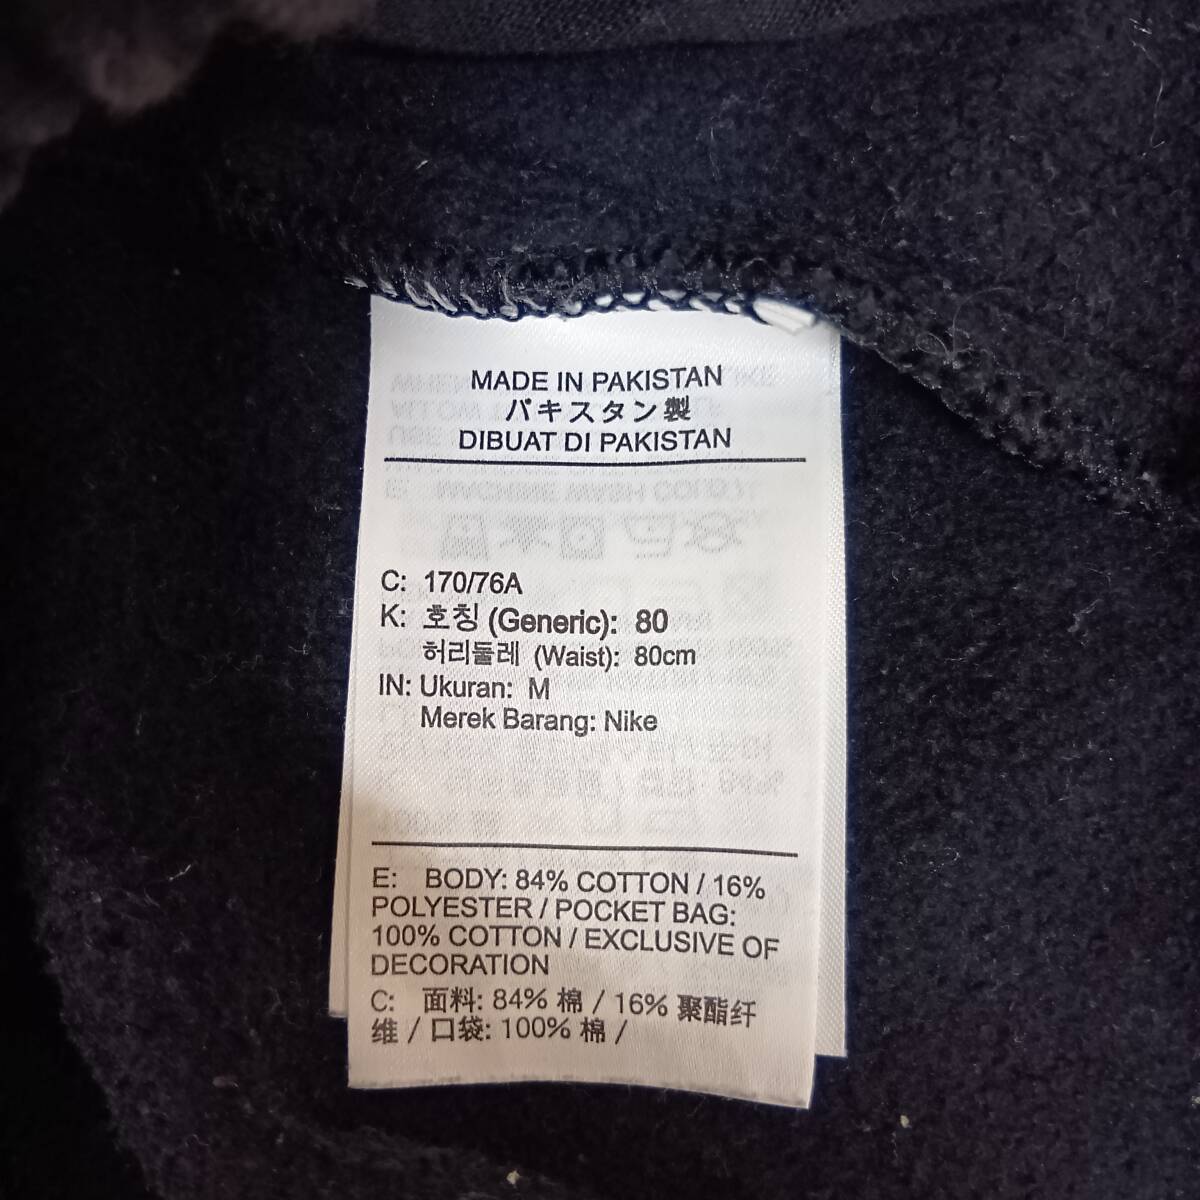 MADE IN PAKISTAN
パキスタン製
DIBUAT DI PAKISTAN
C: 170/76A
K: 호칭 (Generic): 80
허리둘레 (Waist): 80cm
IN: Ukuran: M
Merek Barang: Nike
E: BODY: 84% COTTON / 16%
POLYESTER / POCKET BAG:
100% COTTON / EXCLUSIVE OF
DECORATION
C: 面料: 84% 棉 / 16% 聚酯纤
维 / 口袋: 100% 棉 /